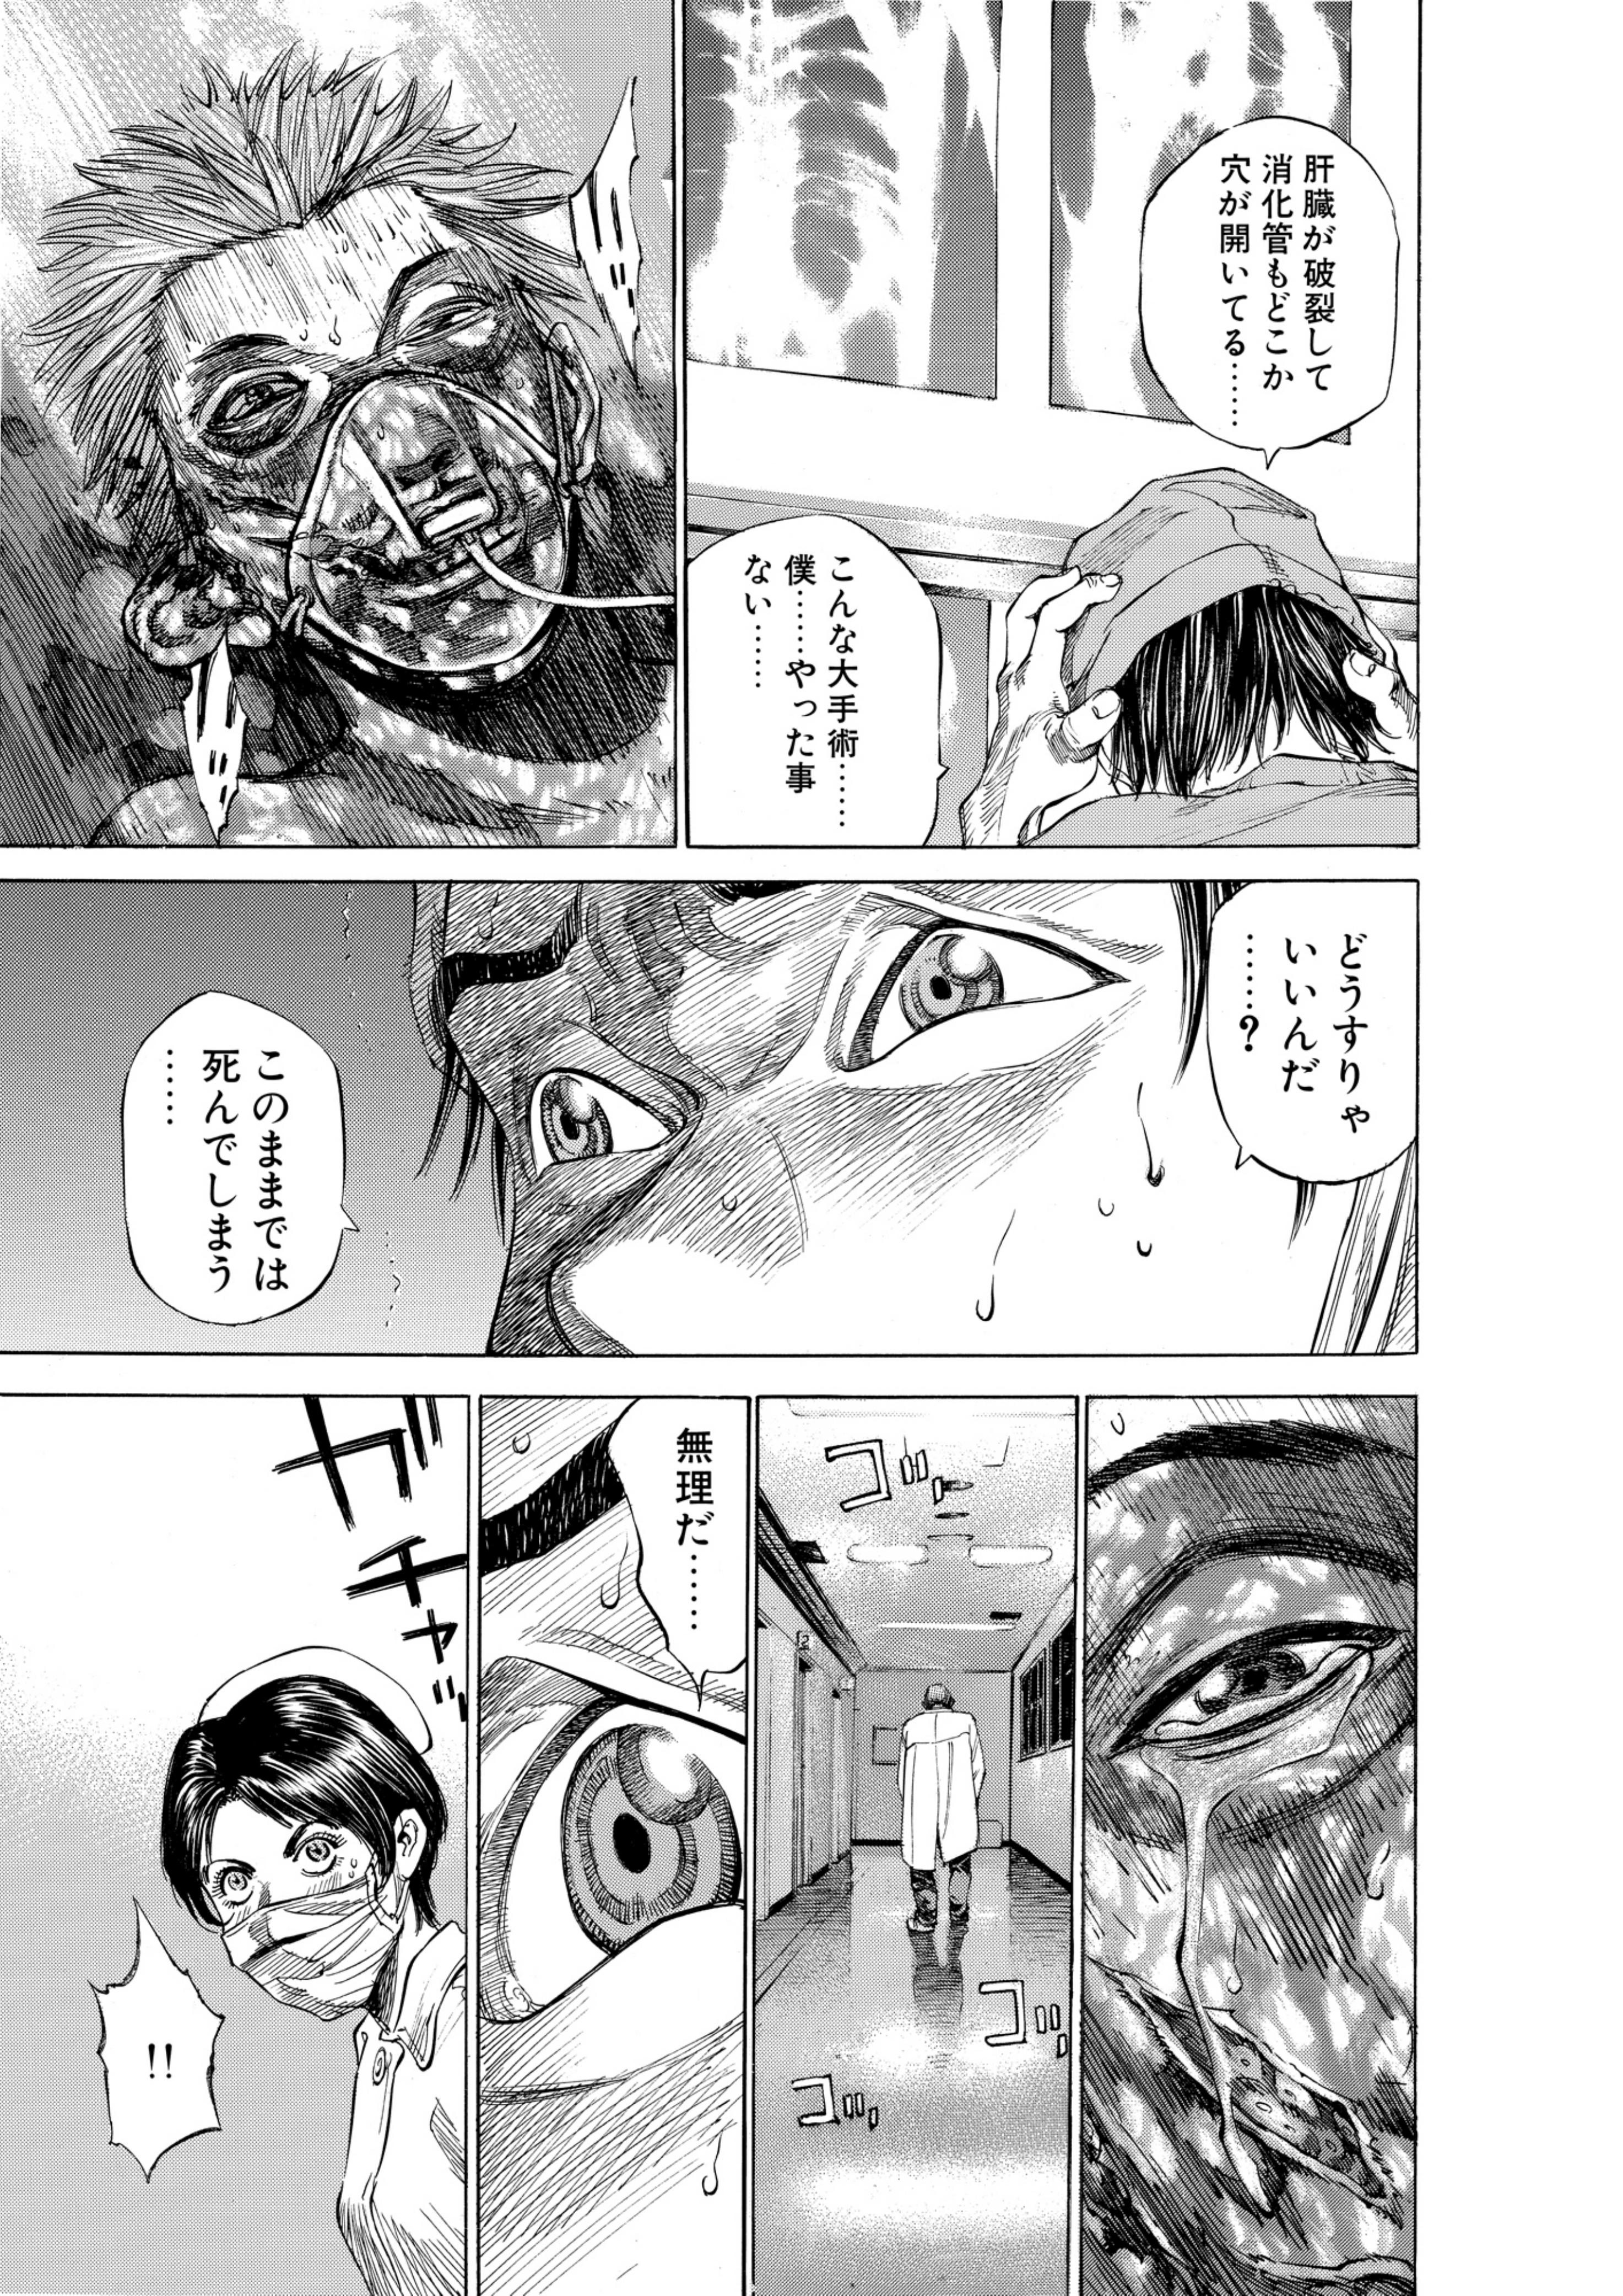 肝臓が破裂して
消化管もどこか
穴が開いてる……
こんな大手術……
僕……やった事
ない……
!!
!!
どうすりゃ
いいんだ
……?
このままでは
死んでしまう
……
コッ
2
コッ
コッ
無理だ……
ガチャッ
!!